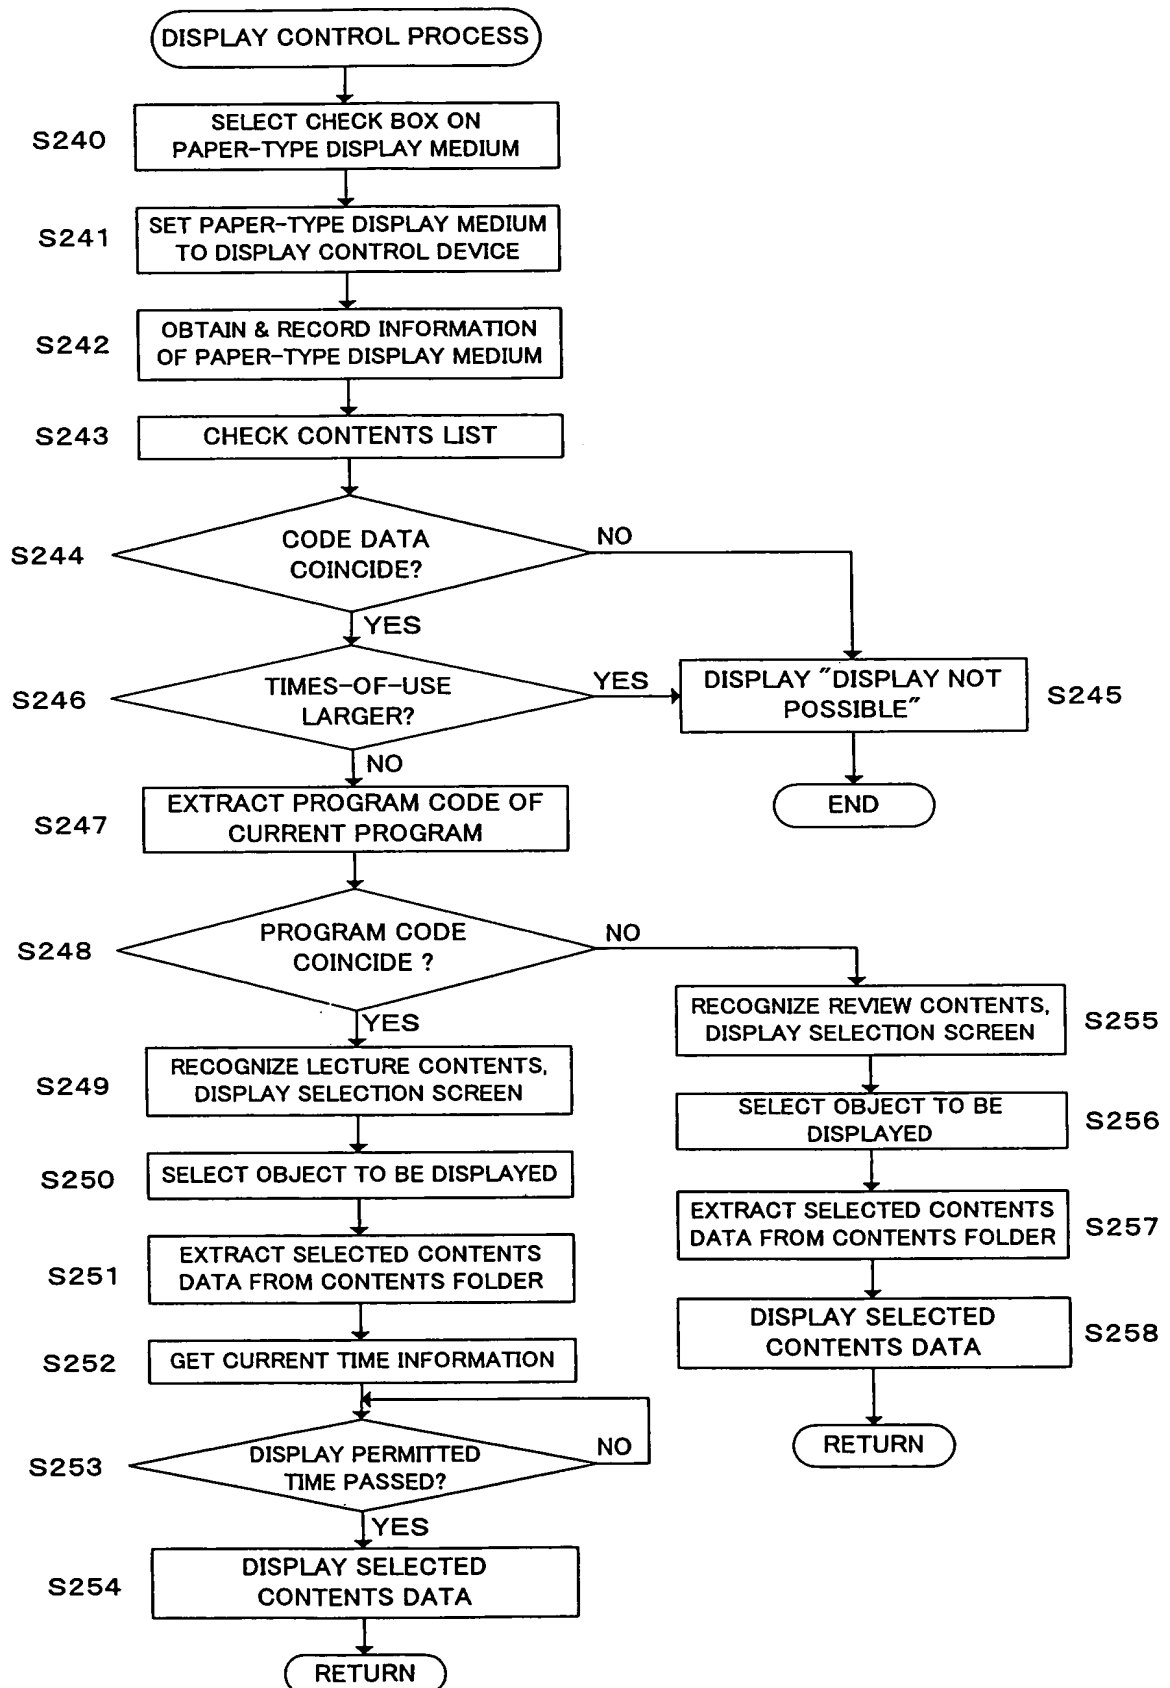 DISPLAY CONTROL PROCESS
S240
SELECT CHECK BOX ON
PAPER-TYPE DISPLAY MEDIUM
S241
SET PAPER-TYPE DISPLAY MEDIUM
TO DISPLAY CONTROL DEVICE
S242
OBTAIN & RECORD INFORMATION
OF PAPER-TYPE DISPLAY MEDIUM
S243
CHECK CONTENTS LIST
S244
CODE DATA
COINCIDE?
NO
YES
S246
TIMES-OF-USE
LARGER?
YES
NO
DISPLAY "DISPLAY NOT
POSSIBLE"
S245
END
S247
EXTRACT PROGRAM CODE OF
CURRENT PROGRAM
S248
PROGRAM CODE
COINCIDE ?
NO
YES
S249
RECOGNIZE LECTURE CONTENTS,
DISPLAY SELECTION SCREEN
S250
SELECT OBJECT TO BE DISPLAYED
S251
EXTRACT SELECTED CONTENTS
DATA FROM CONTENTS FOLDER
S252
GET CURRENT TIME INFORMATION
S253
DISPLAY PERMITTED
TIME PASSED?
NO
YES
S254
DISPLAY SELECTED
CONTENTS DATA
RETURN
RECOGNIZE REVIEW CONTENTS,
DISPLAY SELECTION SCREEN
S255
SELECT OBJECT TO BE
DISPLAYED
S256
EXTRACT SELECTED CONTENTS
DATA FROM CONTENTS FOLDER
S257
DISPLAY SELECTED
CONTENTS DATA
S258
RETURN